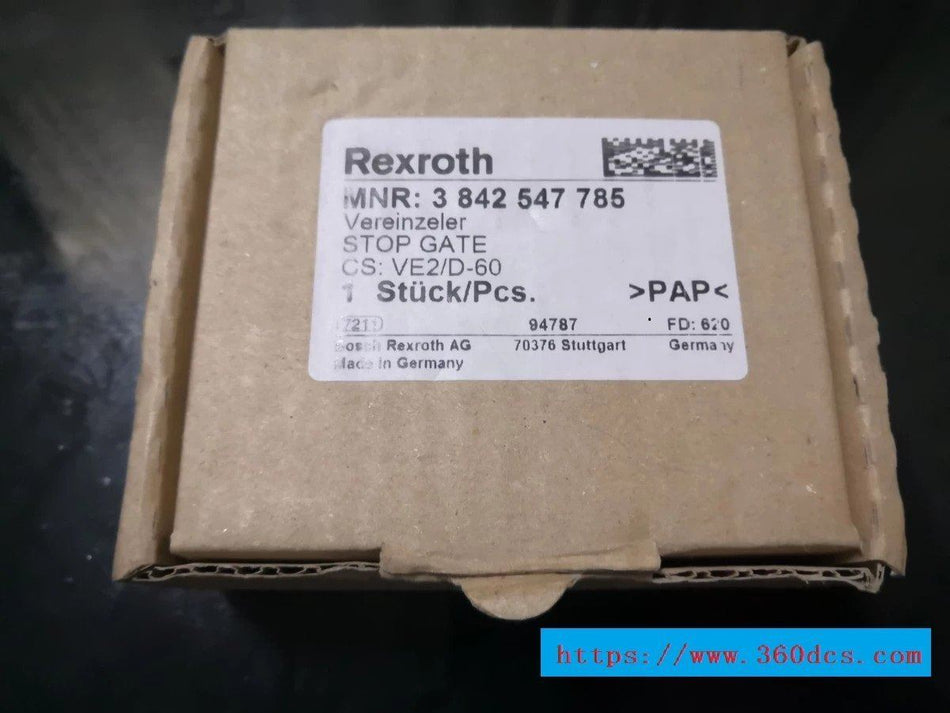 Rexroth
MNR: 3 842 547 785
Vereinzeler
STOP GATE
CS: VE2/D-60
1 Stück/Pcs. >PAP<
94787 FD: 620
Bosch Rexroth AG 70376 Stuttgart Germany
Made in Germany
https://www.360dcs.com